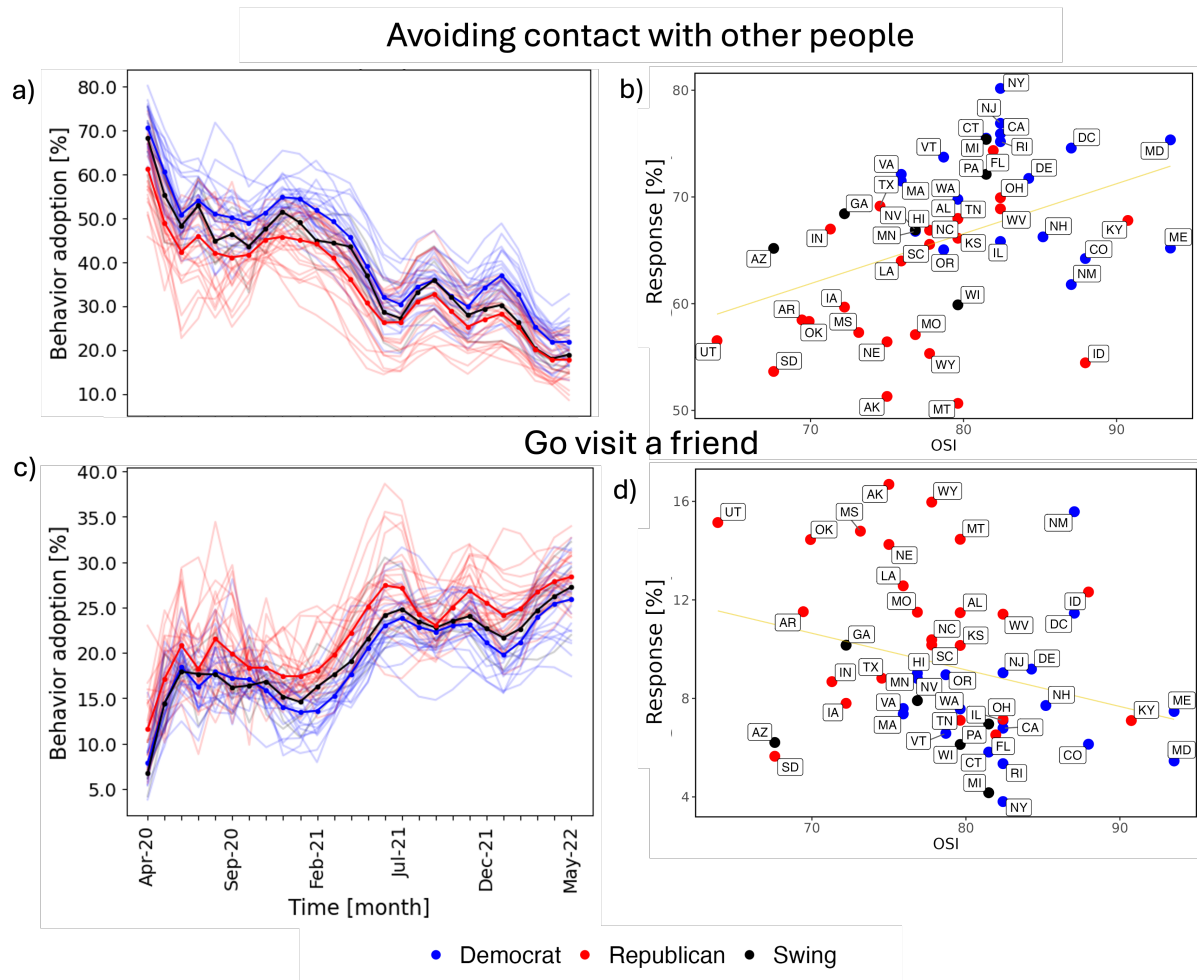 Avoiding contact with other people
a)
80.0
70.0
60.0
50.0
40.0
30.0
20.0
10.0
Behavior adoption [%]
b)
80
70
60
50
Response [%]
NY
NJ
CT
CA
MI
RI
DC
MD
VT
FL
VA
PA
DE
TX
MA
WA
OH
GA
NV
HI
AL
TN
WV
NH
KY
IN
MN
NC
ME
AZ
SC
KS
IL
CO
LA
OR
NM
IA
WI
AR
OK
MS
MO
UT
NE
WY
ID
SD
AK
MT
70
80
90
OSI
Go visit a friend
c)
40.0
35.0
30.0
25.0
20.0
15.0
10.0
5.0
Behavior adoption [%]
Apr-20
Sep-20
Feb-21
Jul-21
Dec-21
May-22
Time [month]
d)
16
12
8
4
Response [%]
AK
WY
UT
MS
OK
NM
MT
NE
LA
MO
AL
ID
AR
WV
DC
GA
NC
KS
SC
HI
NJ
DE
IN
TX
MN
OR
NV
NH
IA
VA
WA
IL
OH
KY
ME
MA
TN
CA
AZ
VT
PA
WI
FL
CO
MD
SD
CT
RI
MI
NY
70
80
90
OSI
Democrat
Republican
Swing